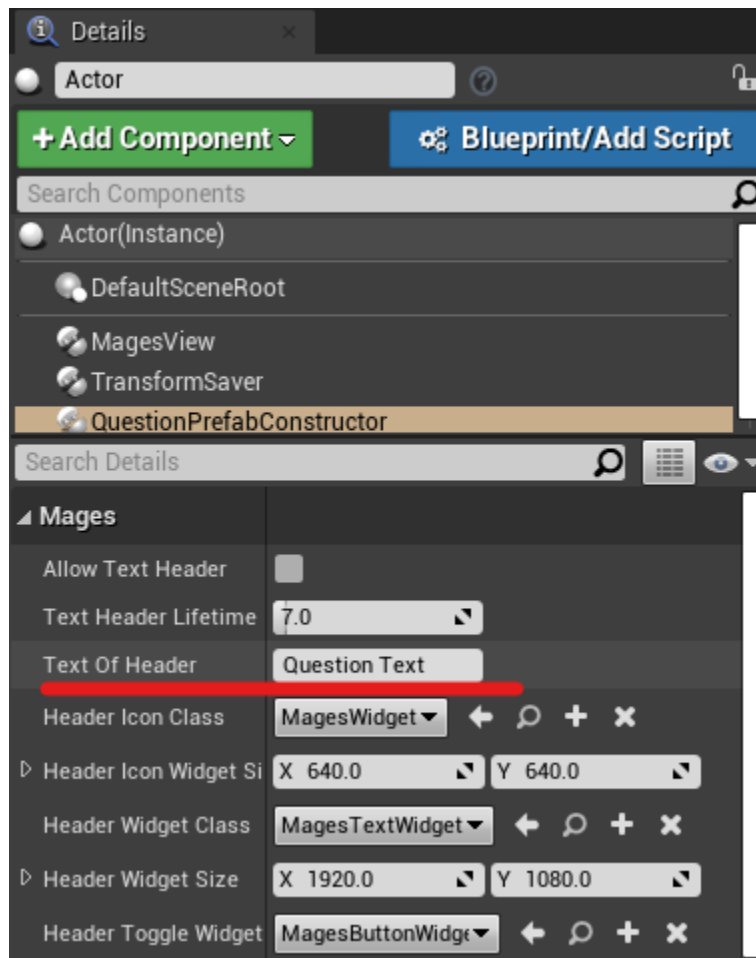 Details
Actor
+ Add Component
Blueprint/Add Script
Search Components
Actor(Instance)
DefaultSceneRoot
MagesView
TransformSaver
QuestionPrefabConstructor
Search Details
Mages
Allow Text Header
Text Header Lifetime 7.0
Text Of Header Question Text
Header Icon Class MagesWidget
Header Icon Widget Si X 640.0 Y 640.0
Header Widget Class MagesTextWidget
Header Widget Size X 1920.0 Y 1080.0
Header Toggle Widget MagesButtonWidge